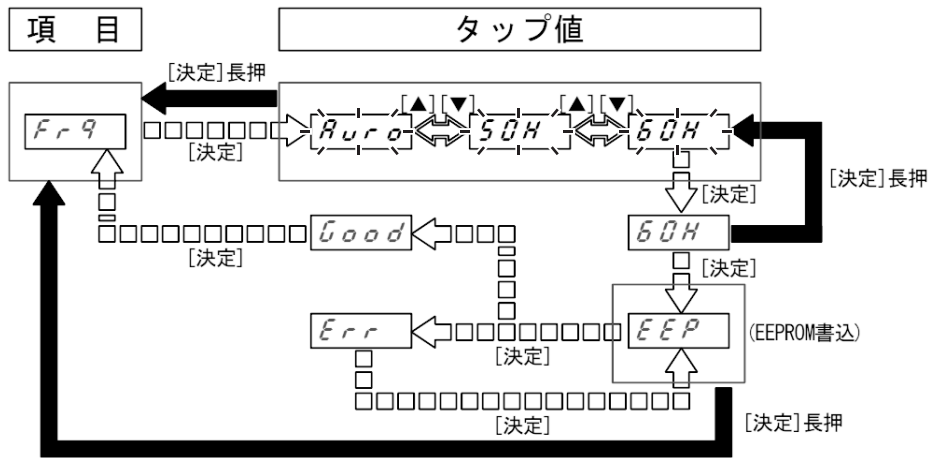 項 目
タップ値
[決定]長押
[▲][▼]
[▲][▼]
Frq
Auto
50H
60H
[決定]
[決定]
[決定]長押
Good
60H
[決定]
[決定]
Err
EEP
(EEPROM書込)
[決定]
[決定]
[決定]長押